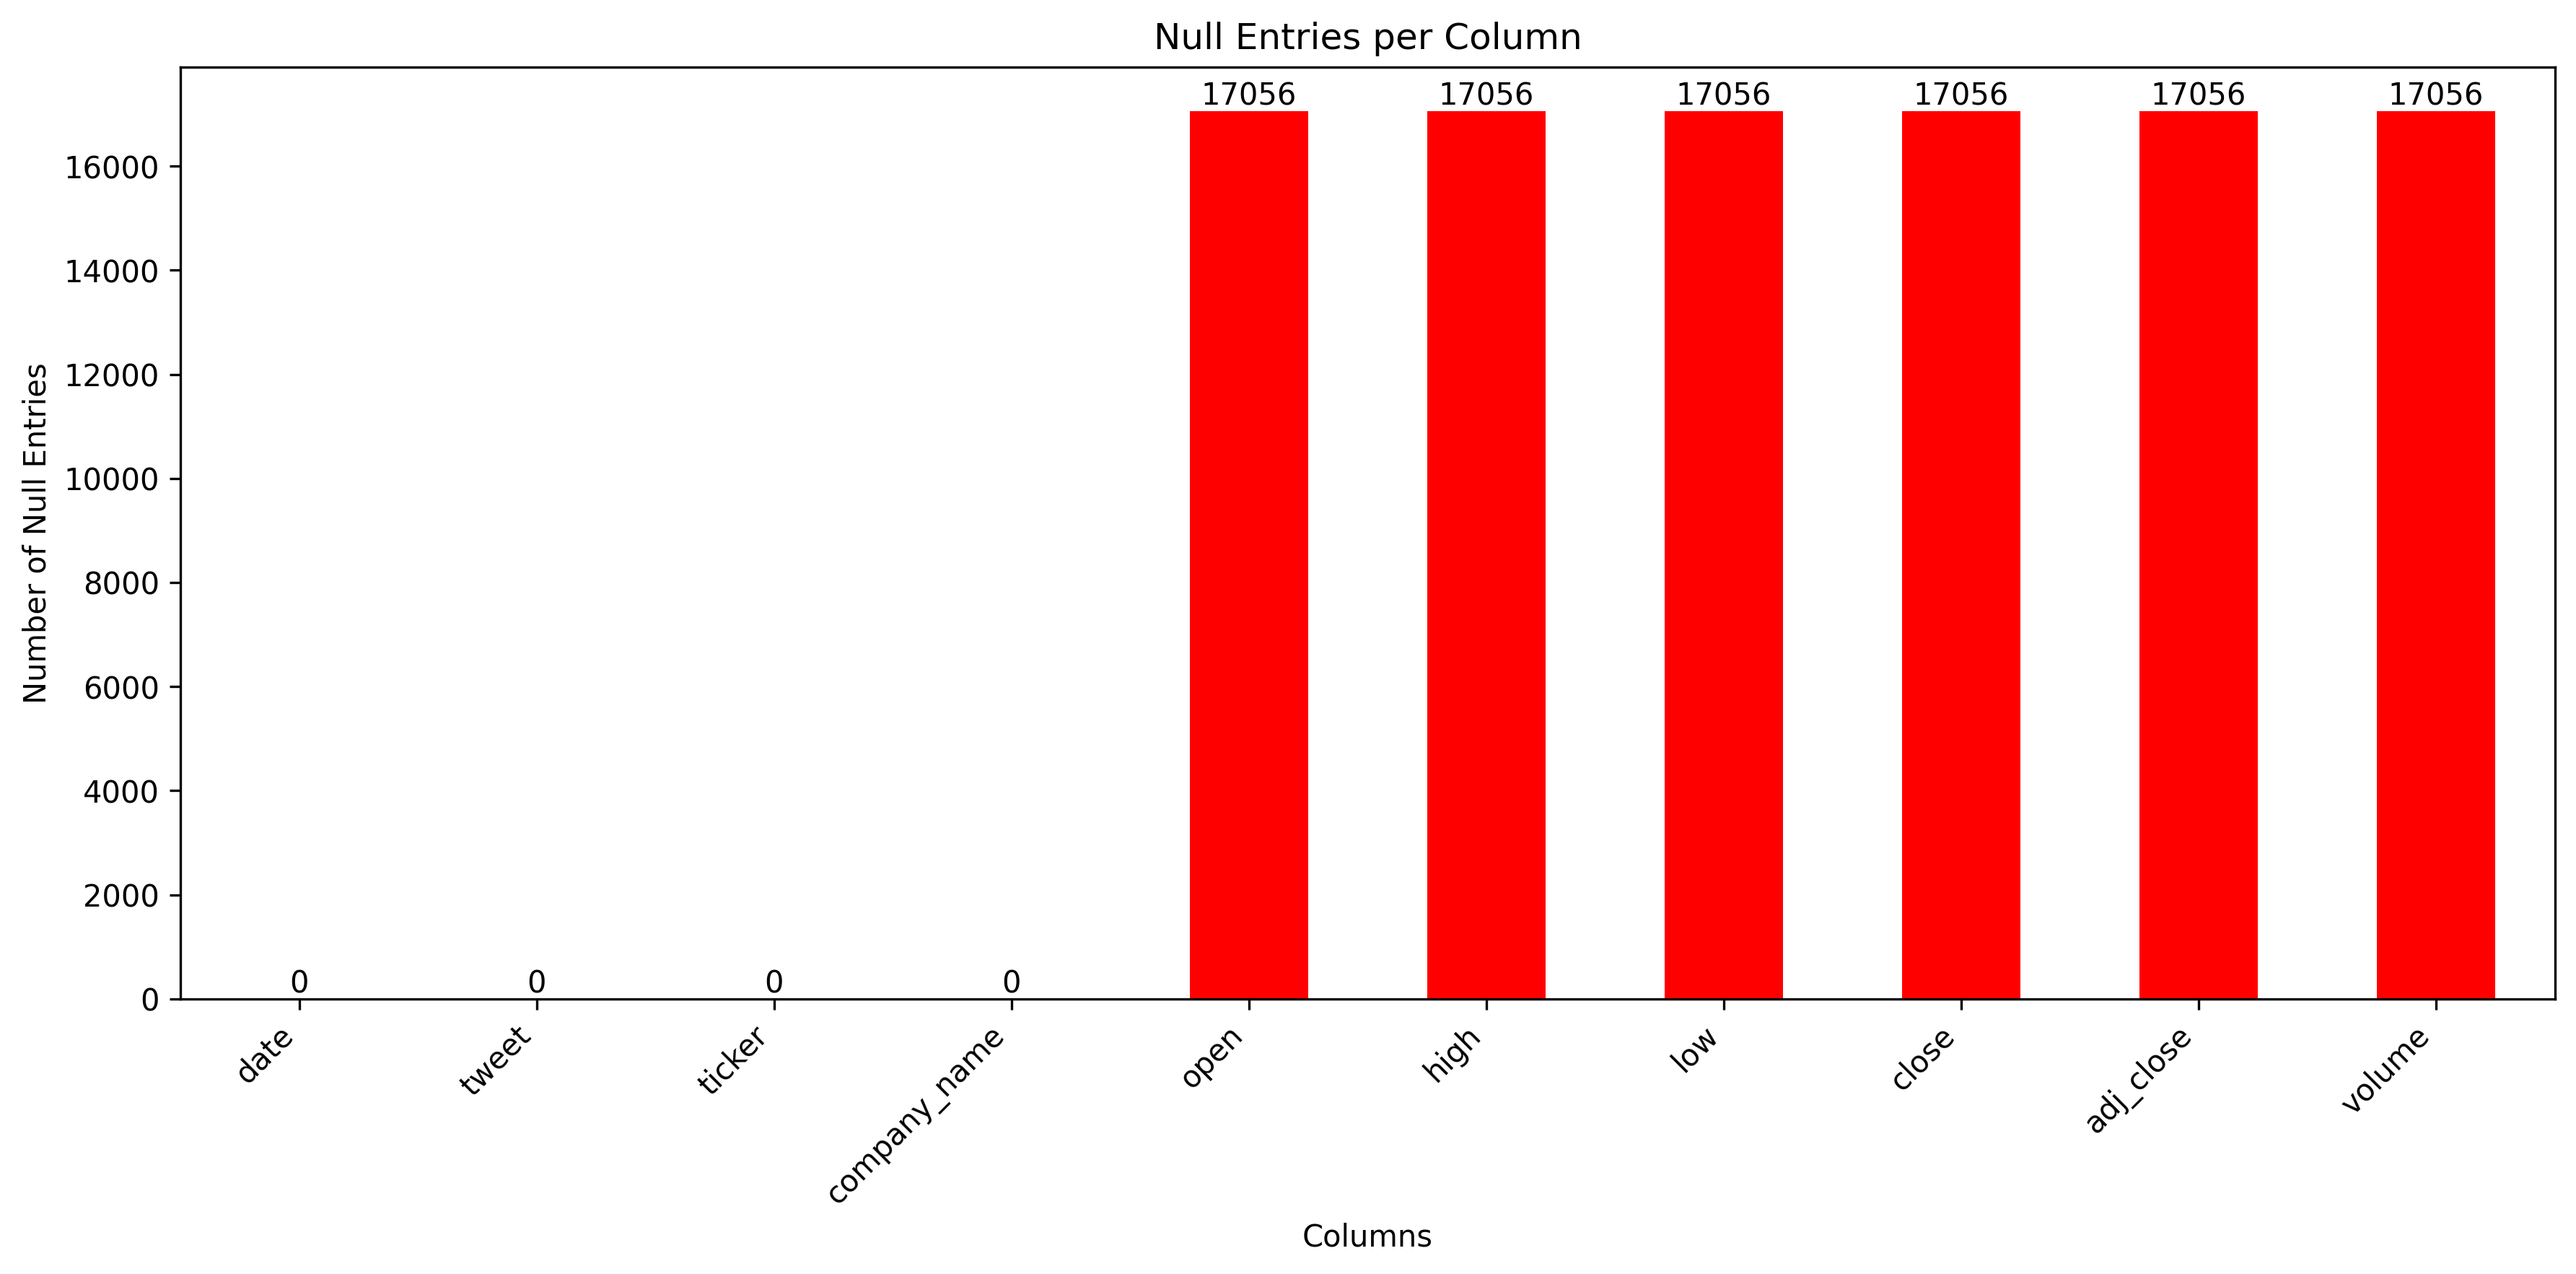 Null Entries per Column
Number of Null Entries
16000
14000
12000
10000
8000
6000
4000
2000
0
0 0 0 0 17056 17056 17056 17056 17056 17056
date tweet ticker company_name open high low close adj_close volume
Columns